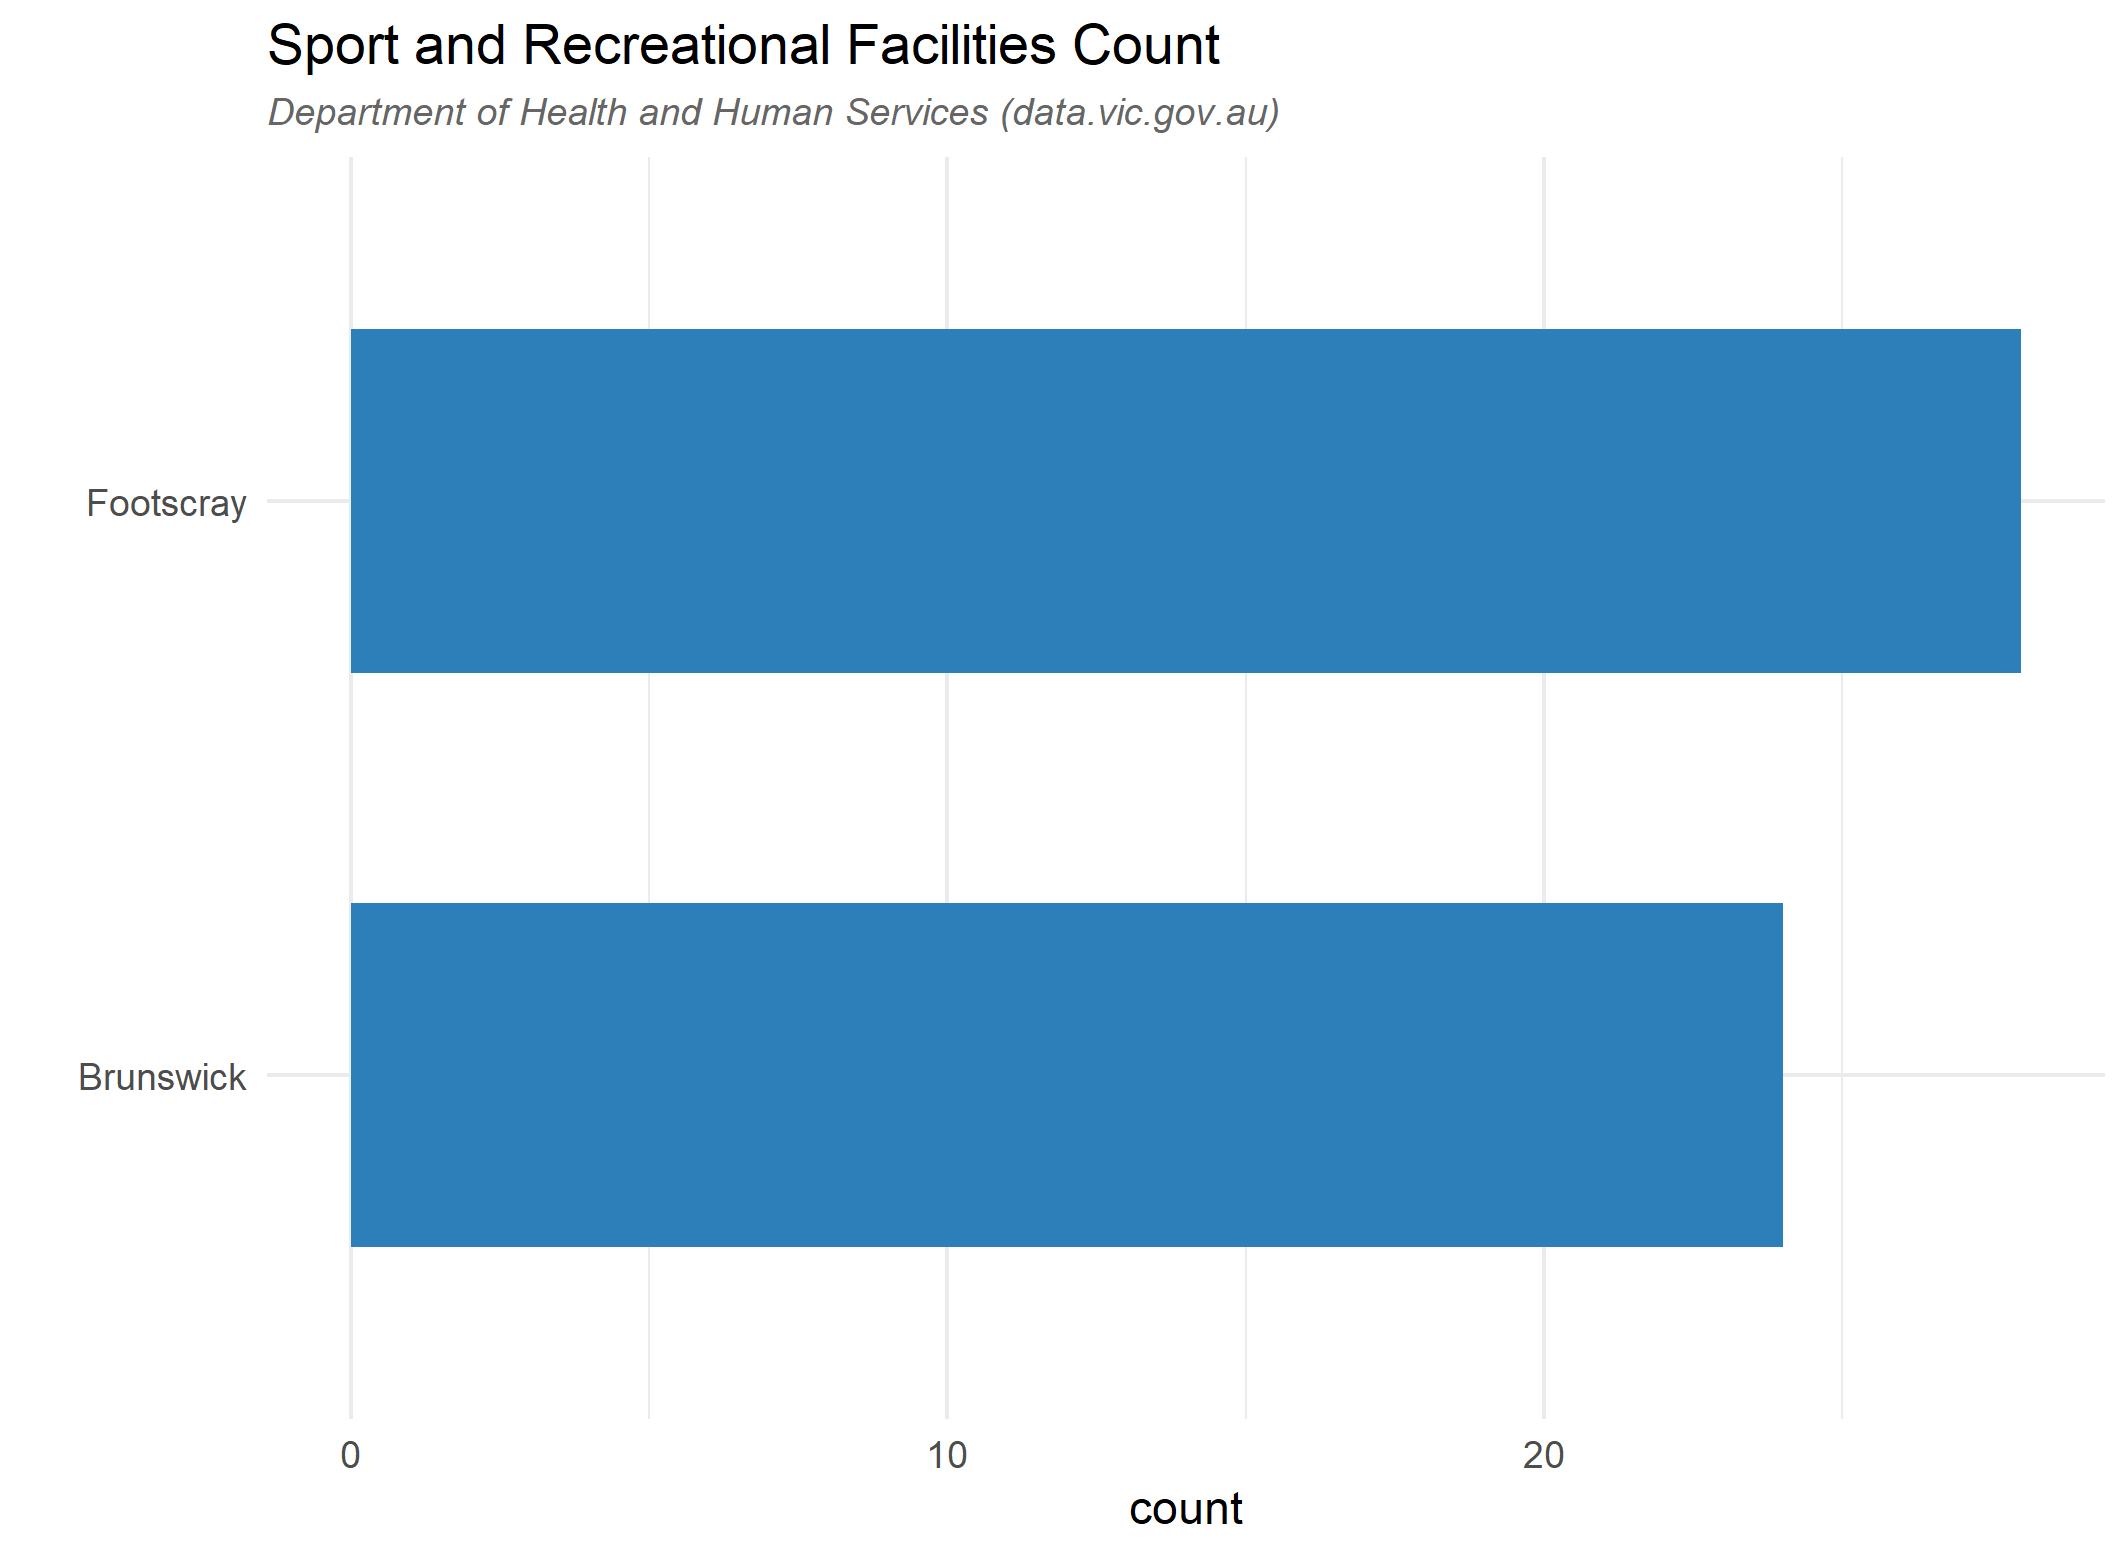 Sport and Recreational Facilities Count
Department of Health and Human Services (data.vic.gov.au)
Footscray
Brunswick
0 10 20
count